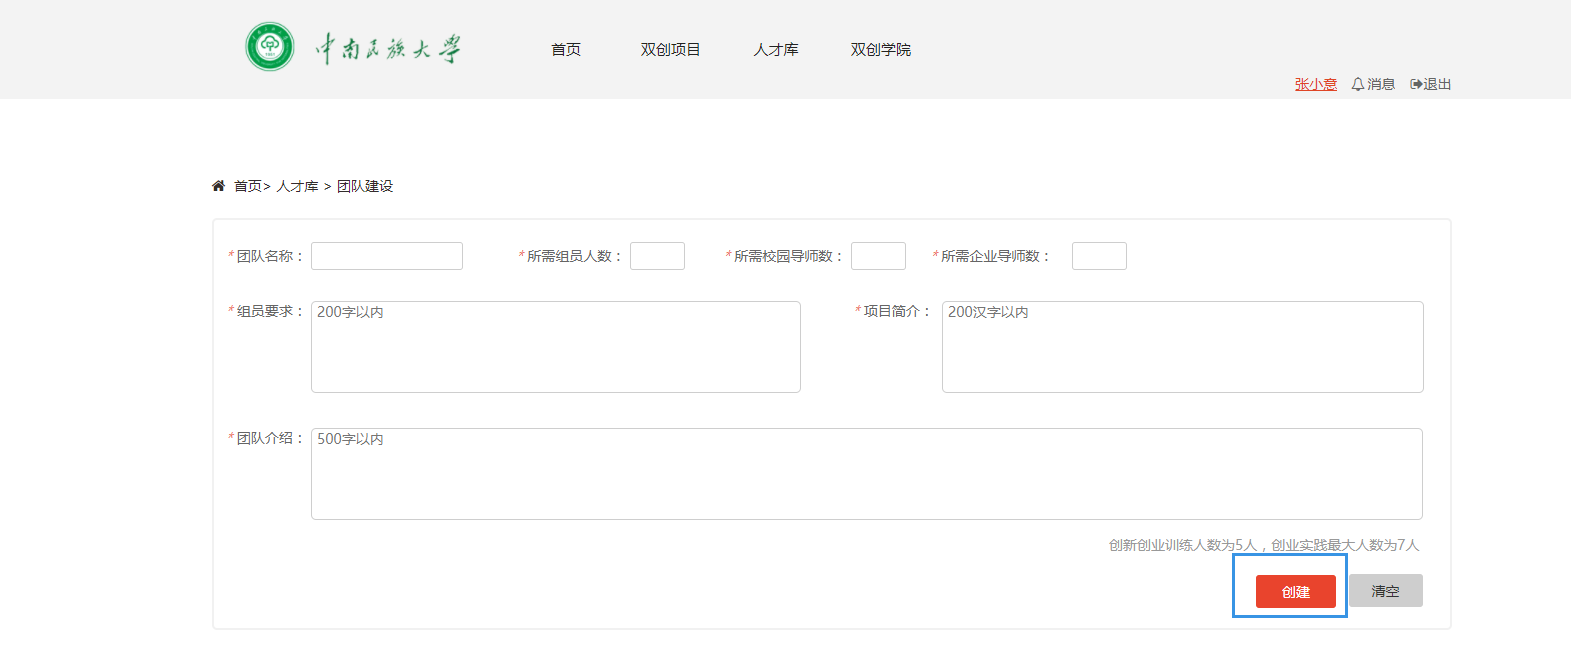 中南民族大学 首页 双创项目 人才库 双创学院
张小意 消息 退出
首页> 人才库 > 团队建设
*团队名称： *所需组员人数： *所需校园导师数： *所需企业导师数：
*组员要求： 200字以内 *项目简介： 200汉字以内
*团队介绍： 500字以内
创新创业训练人数为5人，创业实践最大人数为7人
创建 清空